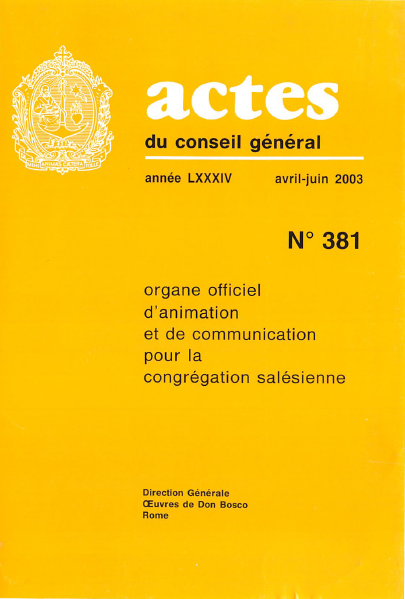 actes
du conseil général
année LXXXIV avril-juin 2003
N° 381
organe officiel
d'animation
et de communication
pour la
congrégation salésienne
Direction Générale
Œuvres de Don Bosco
Rome